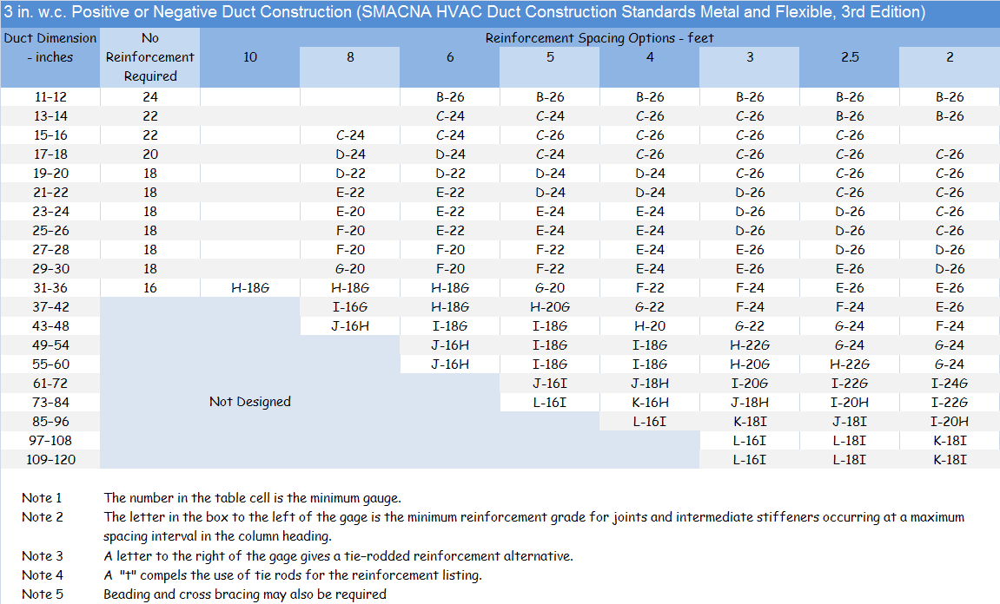 3 in. w.c. Positive or Negative Duct Construction (SMACNA HVAC Duct Construction Standards Metal and Flexible, 3rd Edition)
Duct Dimension - inches No Reinforcement Required Reinforcement Spacing Options - feet
10 8 6 5 4 3 2.5 2
11-12 24 B-26 B-26 B-26 B-26 B-26 B-26
13-14 22 C-24 C-24 C-26 C-26 B-26 B-26
15-16 22 C-24 C-24 C-26 C-26 C-26 C-26
17-18 20 D-24 D-24 C-24 C-26 C-26 C-26 C-26
19-20 18 D-22 D-22 D-24 D-24 C-26 C-26 C-26
21-22 18 E-22 E-22 D-24 D-24 D-26 C-26 C-26
23-24 18 E-20 E-22 E-24 E-24 D-26 D-26 C-26
25-26 18 F-20 E-22 E-24 E-24 D-26 D-26 C-26
27-28 18 F-20 F-20 F-22 E-24 E-26 D-26 D-26
29-30 18 G-20 F-20 F-22 E-24 E-26 E-26 D-26
31-36 16 H-18G H-18G H-18G G-20 F-22 F-24 E-26 E-26
37-42 I-16G H-18G H-20G G-22 F-24 F-24 E-26
43-48 J-16H I-18G I-18G H-20 G-22 G-24 F-24
49-54 J-16H I-18G I-18G H-22G G-24 G-24
55-60 J-16H I-18G I-18G H-20G H-22G G-24
61-72 J-16I J-18H I-20G I-22G I-24G
73-84 Not Designed L-16I K-16H J-18H I-20H I-22G
85-96 L-16I K-18I J-18I I-20H
97-108 L-16I L-18I K-18I
109-120 L-16I L-18I K-18I
Note 1 The number in the table cell is the minimum gauge.
Note 2 The letter in the box to the left of the gage is the minimum reinforcement grade for joints and intermediate stiffeners occurring at a maximum
spacing interval in the column heading.
Note 3 A letter to the right of the gage gives a tie-rodded reinforcement alternative.
Note 4 A "t" compels the use of tie rods for the reinforcement listing.
Note 5 Beading and cross bracing may also be required